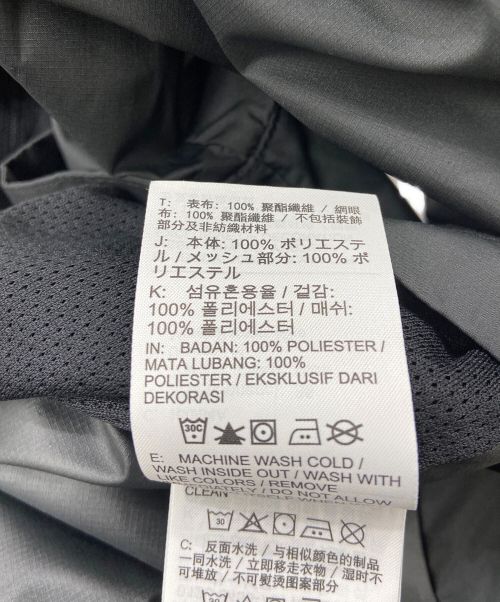 T: 表布: 100% 聚酯纖維 / 網眼
布: 100% 聚酯纖維 / 不包括裝飾
部分及非紡織材料
J: 本体: 100% ポリエステ
ル / メッシュ部分: 100% ポ
リエステル
K: 섬유혼용율 / 겉감:
100% 폴리에스터 / 매쉬:
100% 폴리에스터
IN: BADAN: 100% POLIESTER /
MATA LUBANG: 100%
POLIESTER / EKSKLUSIF DARI
DEKORASI
30C
E: MACHINE WASH COLD /
WASH INSIDE OUT / WASH WITH
LIKE COLORS / REMOVE
DO NOT ALLOW
CLEAN
30
C: 反面水洗 / 与相似颜色的制品
一同水洗 / 立即移走衣物 / 湿时不
可堆放 / 不可熨烫图案部分
30C